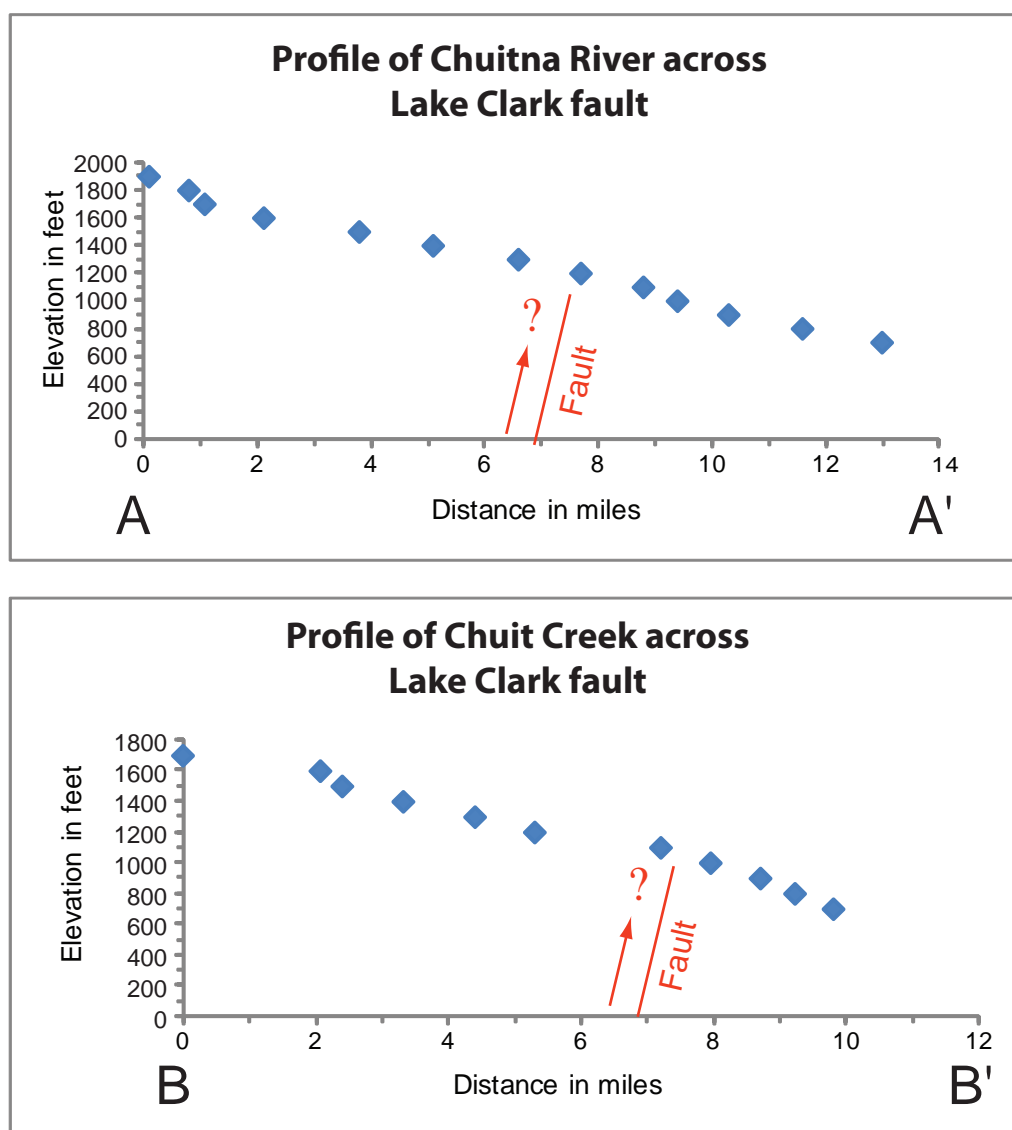 Profile of Chuitna River across
Lake Clark fault
Elevation in feet
2000
1800
1600
1400
1200
1000
800
600
400
200
0
?
Fault
0 2 4 6 8 10 12 14
Distance in miles
A A'
Profile of Chuit Creek across
Lake Clark fault
Elevation in feet
1800
1600
1400
1200
1000
800
600
400
200
0
?
Fault
0 2 4 6 8 10 12
Distance in miles
B B'